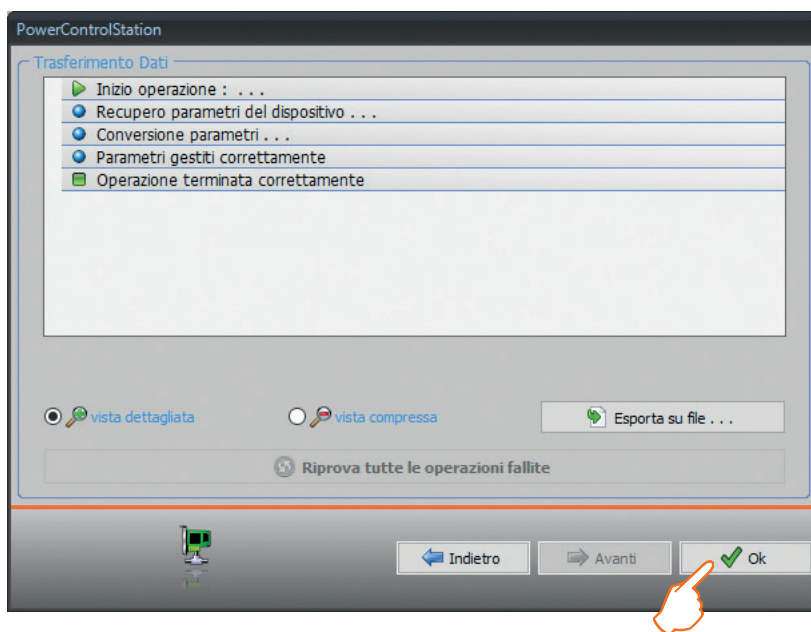 PowerControlStation
Trasferimento Dati
Inizio operazione : . . .
Recupero parametri del dispositivo . . .
Conversione parametri . . .
Parametri gestiti correttamente
Operazione terminata correttamente
vista dettagliata
vista compressa
Esporta su file . . .
Riprova tutte le operazioni fallite
Indietro
Avanti
Ok